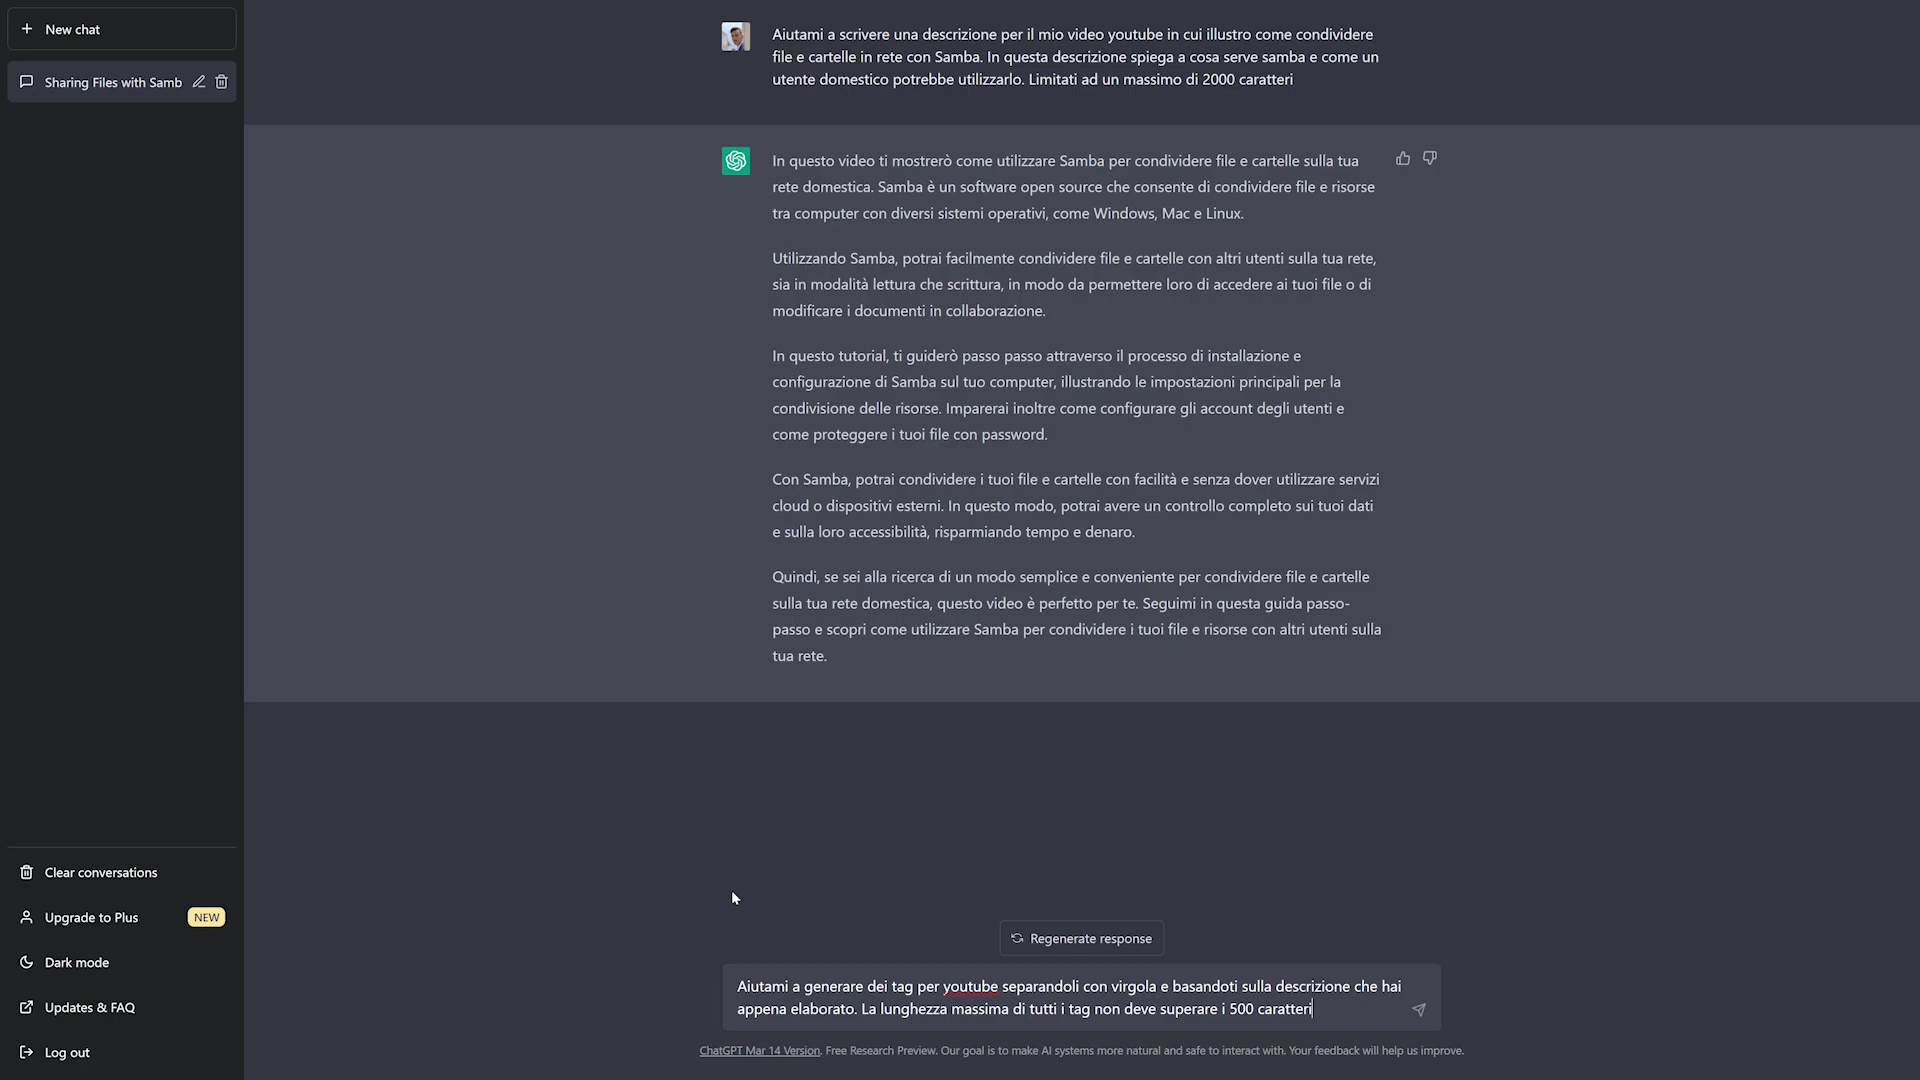 New chat
Sharing Files with Samb
Aiutami a scrivere una descrizione per il mio video youtube in cui illustro come condividere
file e cartelle in rete con Samba. In questa descrizione spiega a cosa serve samba e come un
utente domestico potrebbe utilizzarlo. Limitati ad un massimo di 2000 caratteri
In questo video ti mostrerò come utilizzare Samba per condividere file e cartelle sulla tua
rete domestica. Samba è un software open source che consente di condividere file e risorse
tra computer con diversi sistemi operativi, come Windows, Mac e Linux.
Utilizzando Samba, potrai facilmente condividere file e cartelle con altri utenti sulla tua rete,
sia in modalità lettura che scrittura, in modo da permettere loro di accedere ai tuoi file o di
modificare i documenti in collaborazione.
In questo tutorial, ti guiderò passo passo attraverso il processo di installazione e
configurazione di Samba sul tuo computer, illustrando le impostazioni principali per la
condivisione delle risorse. Imparerai inoltre come configurare gli account degli utenti e
come proteggere i tuoi file con password.
Con Samba, potrai condividere i tuoi file e cartelle con facilità e senza dover utilizzare servizi
cloud o dispositivi esterni. In questo modo, potrai avere un controllo completo sui tuoi dati
e sulla loro accessibilità, risparmiando tempo e denaro.
Quindi, se sei alla ricerca di un modo semplice e conveniente per condividere file e cartelle
sulla tua rete domestica, questo video è perfetto per te. Seguimi in questa guida passo-
passo e scopri come utilizzare Samba per condividere i tuoi file e risorse con altri utenti sulla
tua rete.
Clear conversations
Upgrade to Plus
NEW
Dark mode
Updates & FAQ
Log out
Regenerate response
Aiutami a generare dei tag per youtube separandoli con virgola e basandoti sulla descrizione che hai
appena elaborato. La lunghezza massima di tutti i tag non deve superare i 500 caratteri
ChatGPT Mar 14 Version. Free Research Preview. Our goal is to make AI systems more natural and safe to interact with. Your feedback will help us improve.